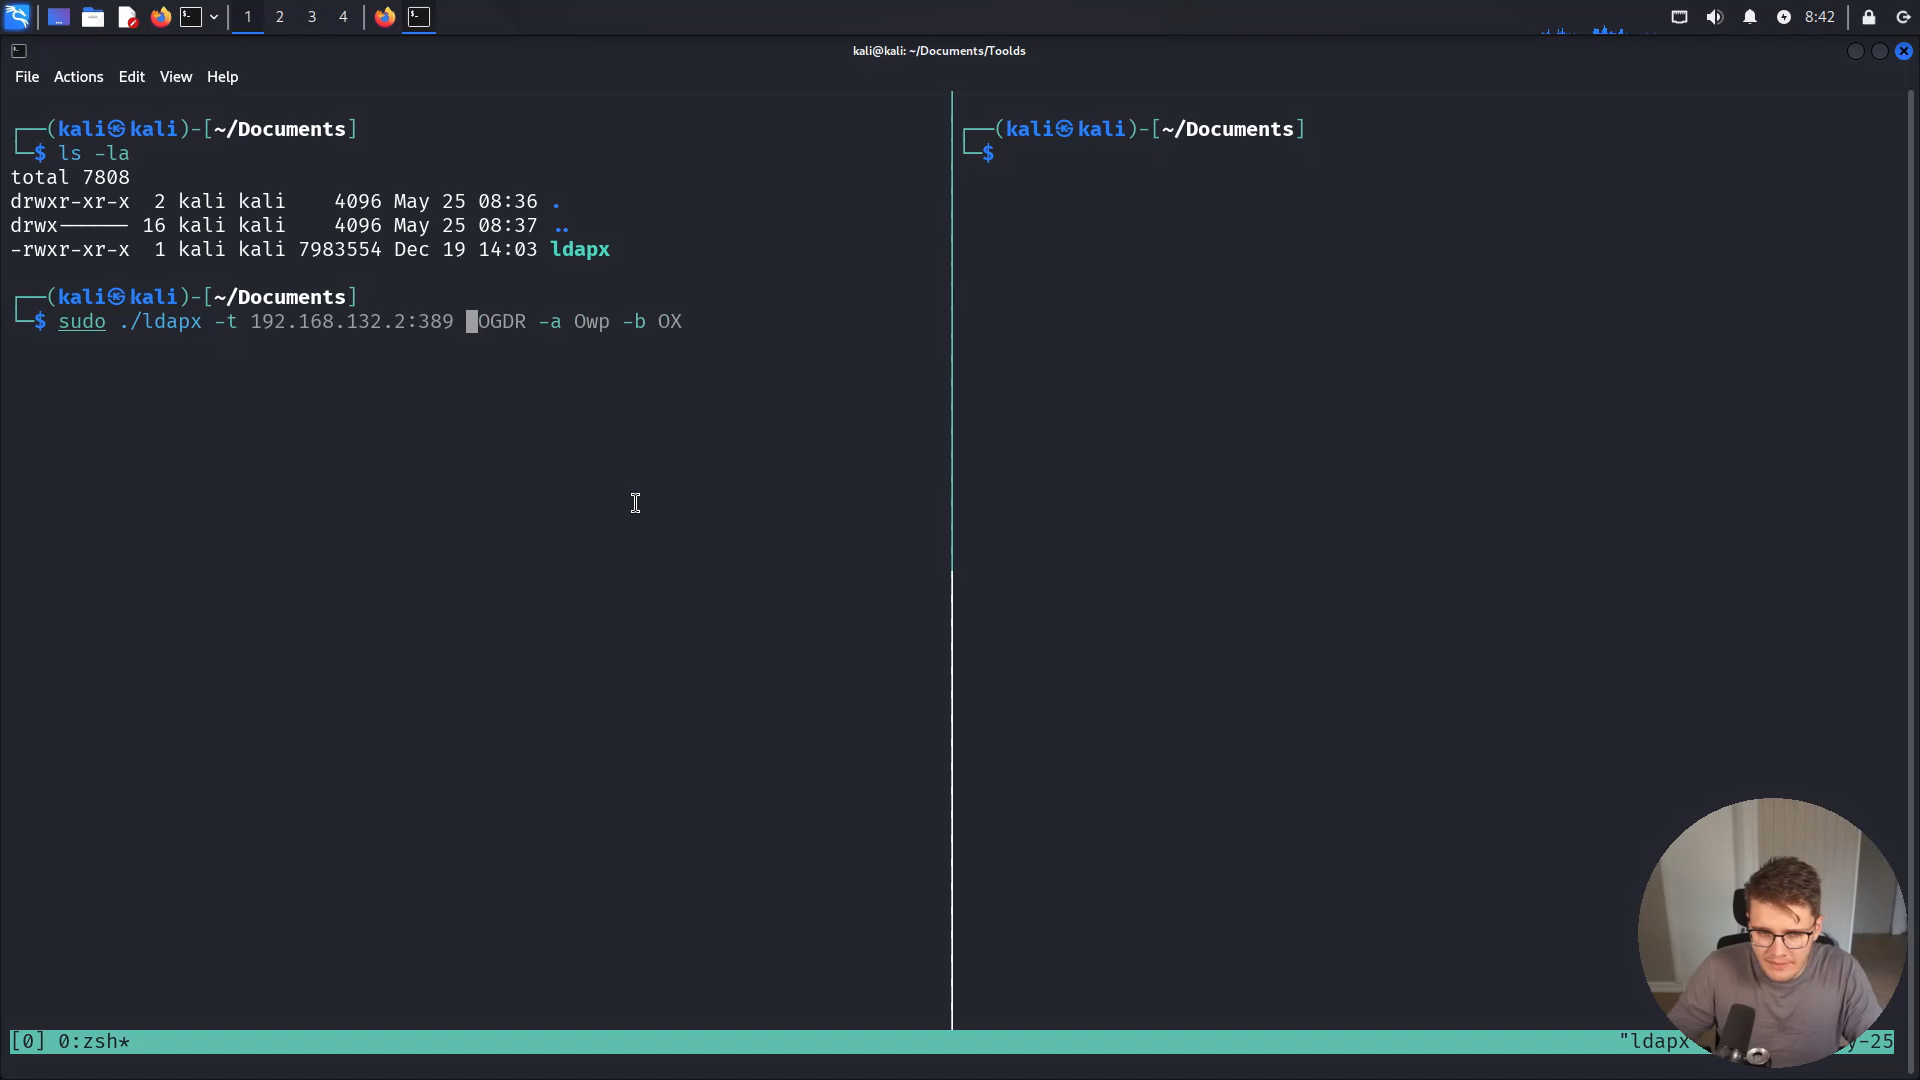 1 2 3 4 8:42
kali@kali: ~/Documents/Toolds
File Actions Edit View Help
┌──(kali㉿kali)-[~/Documents]
└─$ ls -la
total 7808
drwxr-xr-x 2 kali kali 4096 May 25 08:36 .
drwx------ 16 kali kali 4096 May 25 08:37 ..
-rwxr-xr-x 1 kali kali 7983554 Dec 19 14:03 ldapx
┌──(kali㉿kali)-[~/Documents]
└─$ sudo ./ldapx -t 192.168.132.2:389 OGDR -a Owp -b OX
┌──(kali㉿kali)-[~/Documents]
└─$
[0] 0:zsh* "ldapx y-25